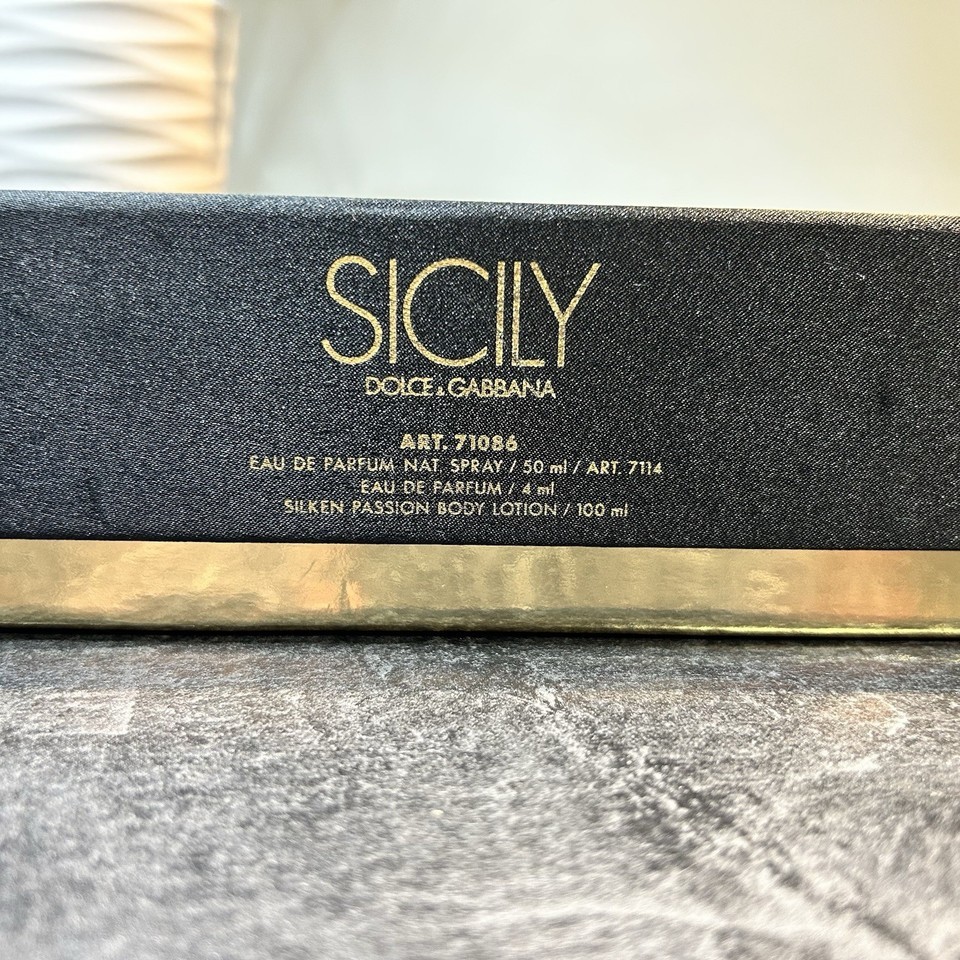 SICILY
DOLCE & GABBANA
ART. 71086
EAU DE PARFUM NAT. SPRAY / 50 ml / ART. 7114
EAU DE PARFUM / 4 ml
SILKEN PASSION BODY LOTION / 100 ml